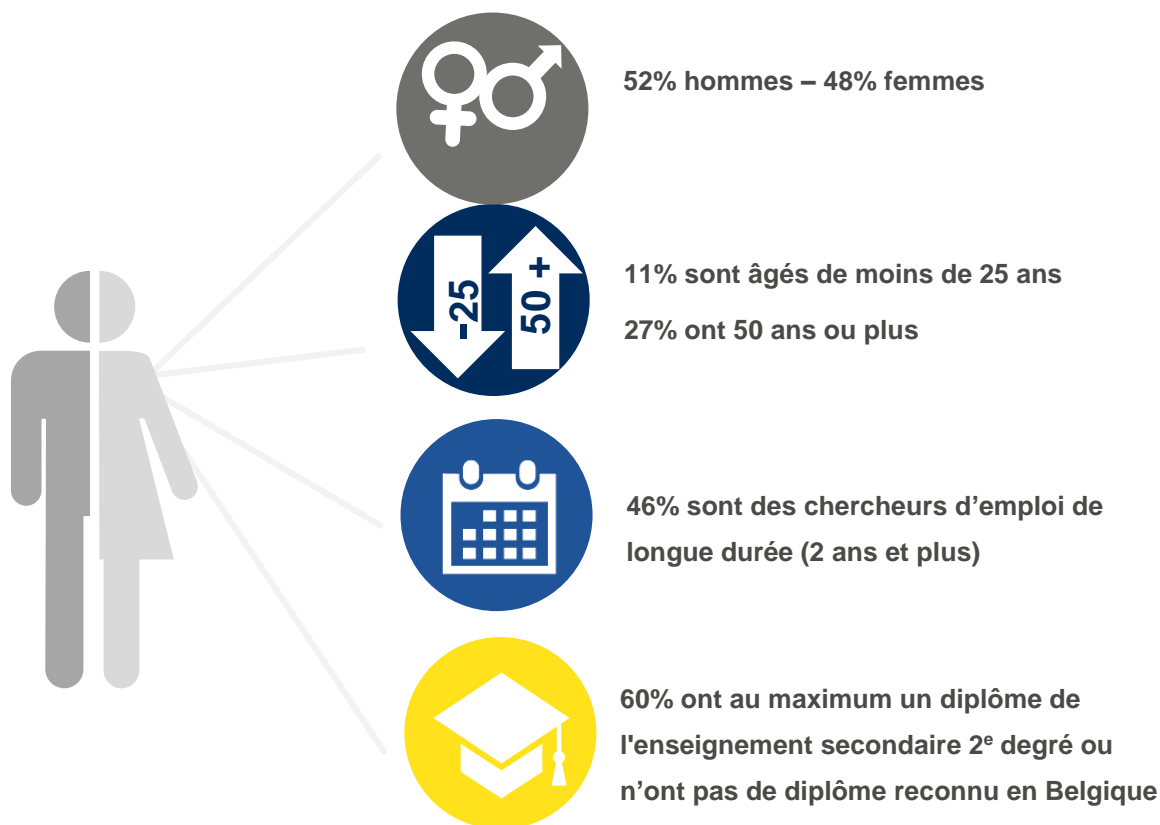 52% hommes – 48% femmes
-25
50 +
11% sont âgés de moins de 25 ans
27% ont 50 ans ou plus
46% sont des chercheurs d’emploi de
longue durée (2 ans et plus)
60% ont au maximum un diplôme de
l'enseignement secondaire 2e degré ou
n’ont pas de diplôme reconnu en Belgique